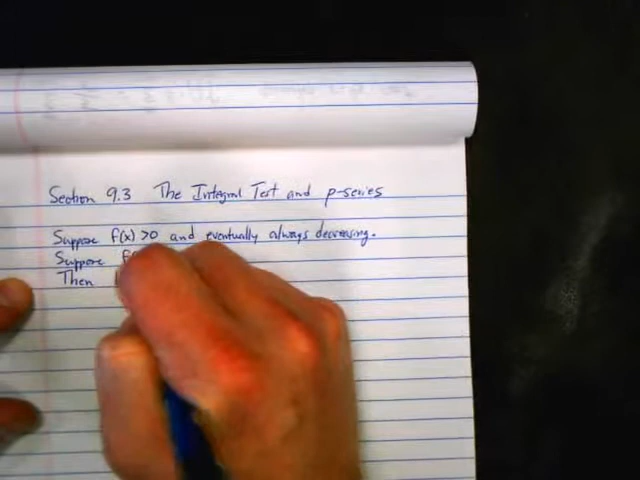 Section 9.3 The Integral Test and p-series
Suppose f(x) >0 and eventually always decreasing.
Suppose
Then